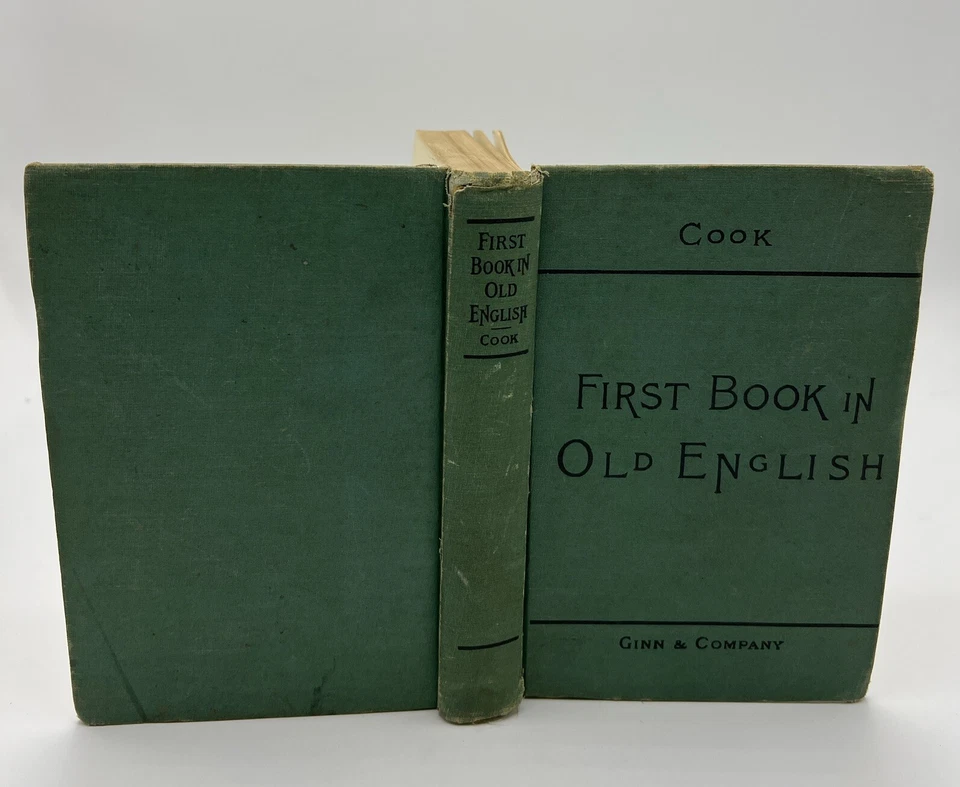 FIRST
BOOK IN
OLD
ENGLISH
COOK
COOK
FIRST BOOK IN
OLD ENGLISH
GINN & COMPANY